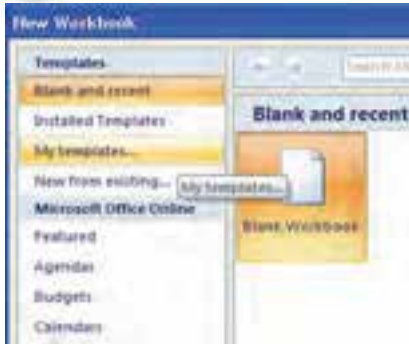 New Workbook
Templates
Blank and recent
Installed Templates
My templates...
New from existing...
My templates...
Microsoft Office Online
Featured
Agendas
Budgets
Calendars
Search
Blank and recent
Blank Workbook